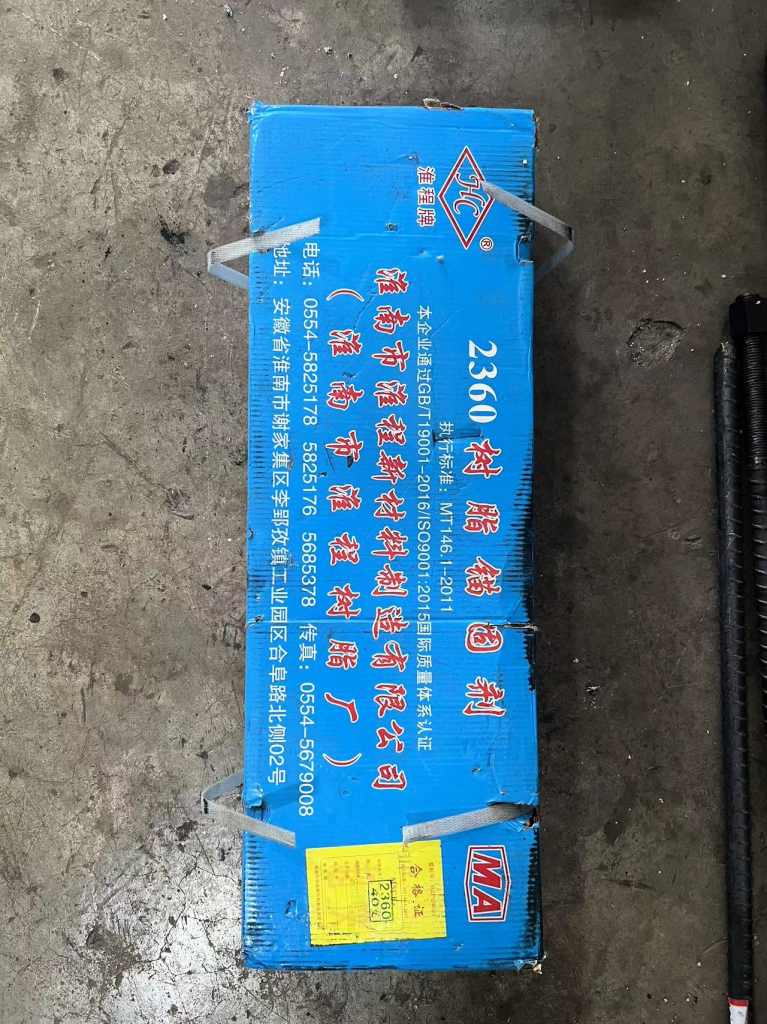 HC®
淮程牌
2360 树脂锚固剂
执行标准：MT146.1-2011
本企业通过GB/T19001-2016/ISO9001:2015国际质量体系认证
淮南市淮程新材料制造有限公司
（淮南市淮程树脂厂）
电话：0554-5825178 5825176 5685378 传真：0554-5679008
地址：安徽省淮南市谢家集区李郢孜镇工业园区合阜路北侧02号
MA
合格证
2360
40